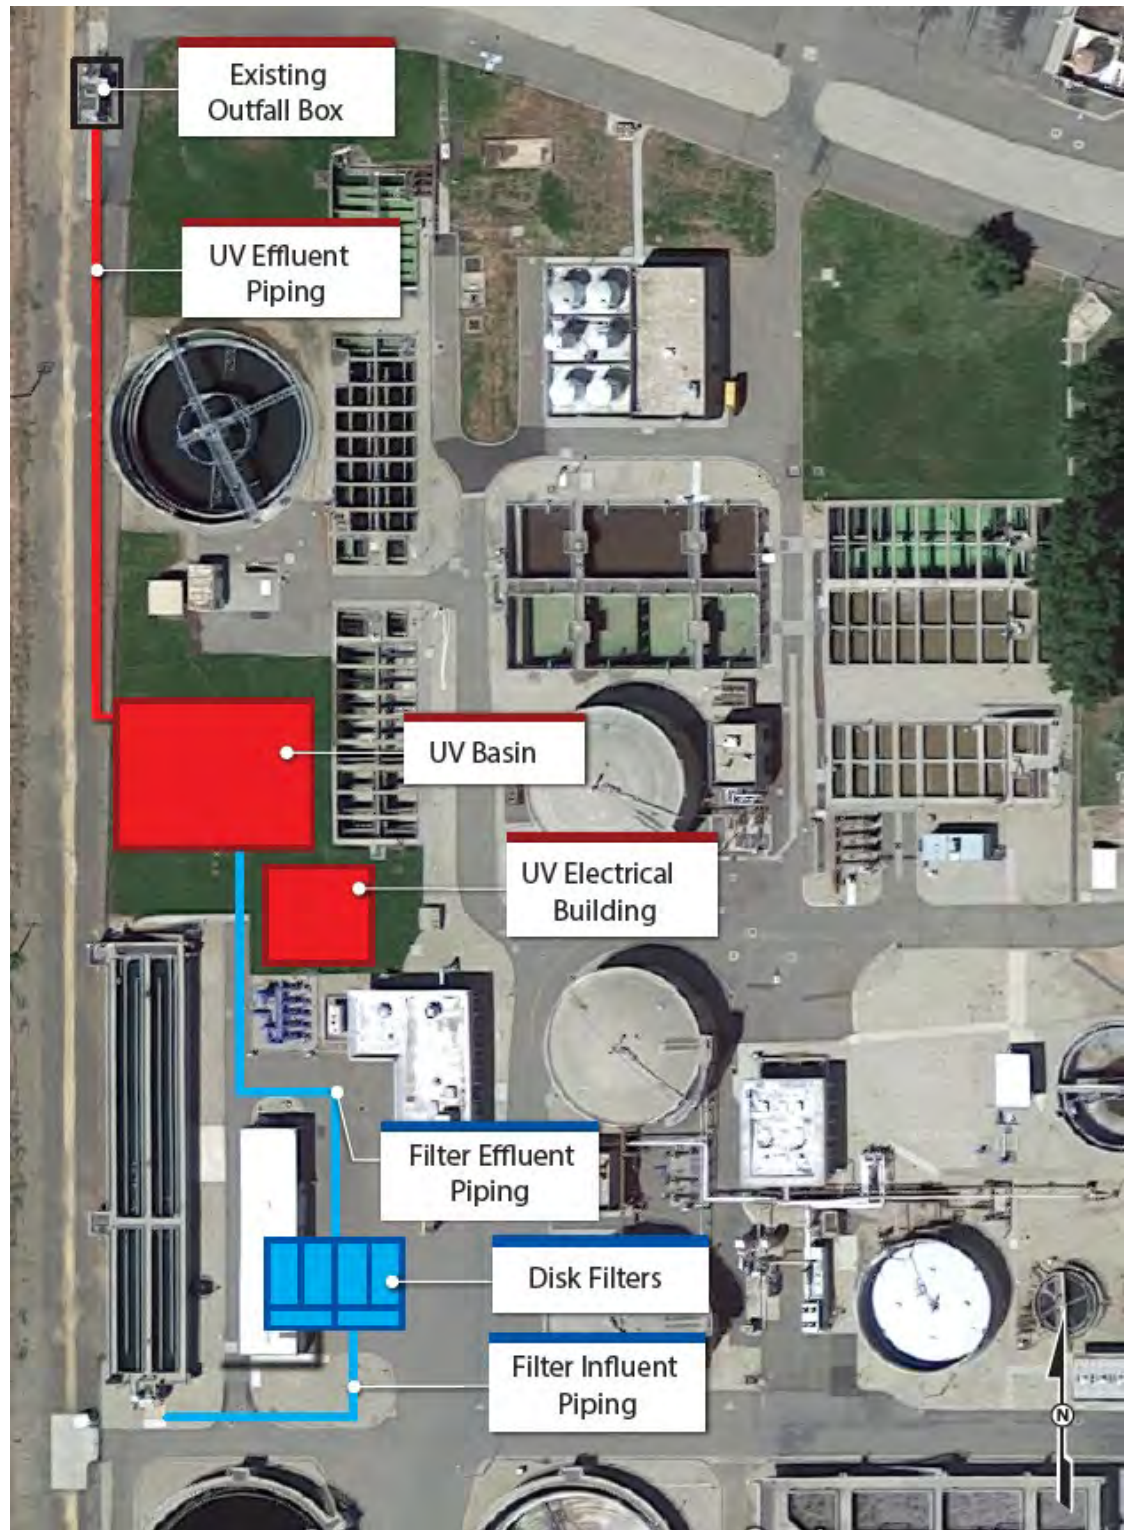 Existing
Outfall Box
UV Effluent
Piping
UV Basin
UV Electrical
Building
Filter Effluent
Piping
Disk Filters
Filter Influent
Piping
N